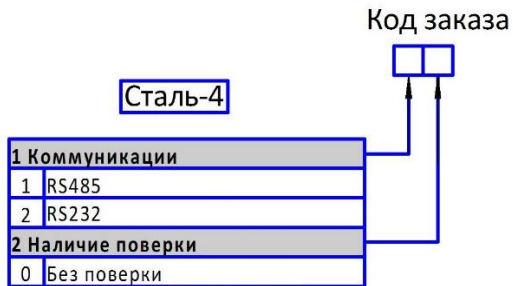 Код заказа
Сталь-4
1 Коммуникации
1 RS485
2 RS232
2 Наличие поверки
0 Без поверки